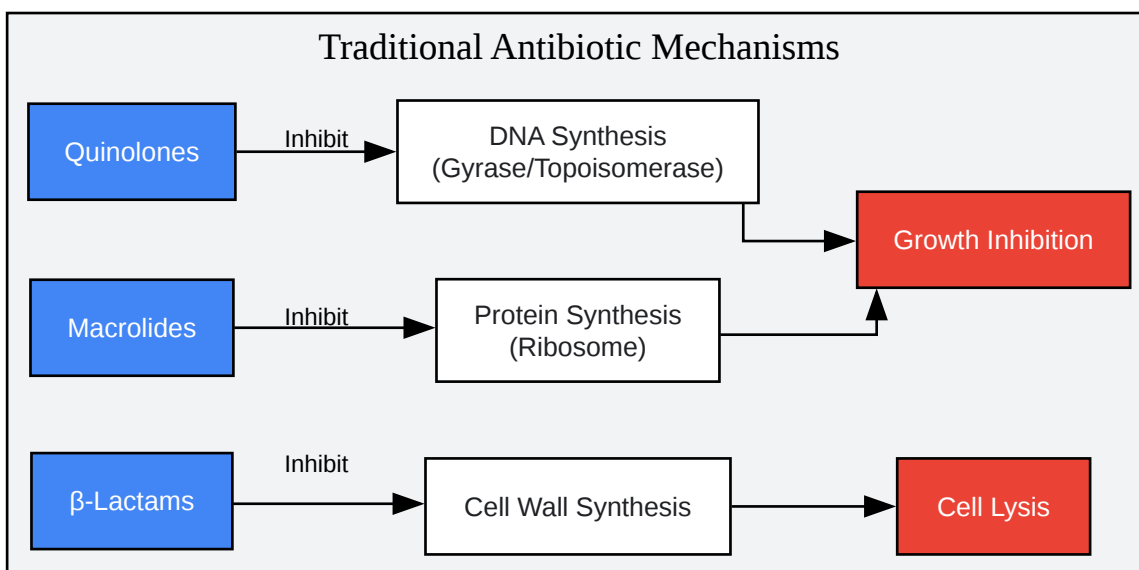 Traditional Antibiotic Mechanisms
Quinolones
Inhibit
DNA Synthesis
(Gyrase/Topoisomerase)
Growth Inhibition
Macrolides
Inhibit
Protein Synthesis
(Ribosome)
β-Lactams
Inhibit
Cell Wall Synthesis
Cell Lysis